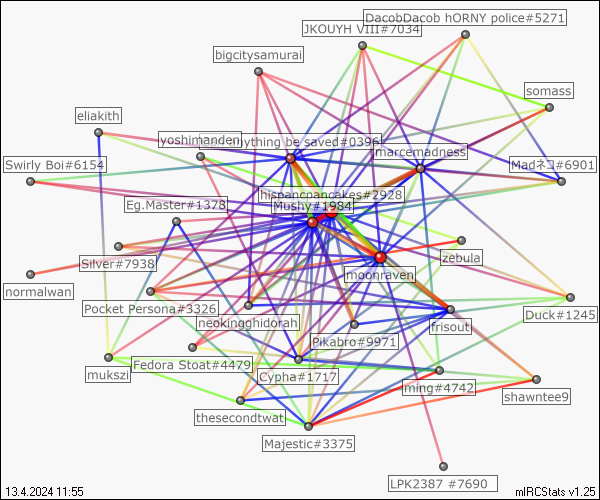 DacobDacob hORNY police#5271
JKOUYH VIII#7034
bigcitysamurai
somass
eliakith
yoshimanden
nything be saved#0396
marcemadness
Swirly Boi#6154
Madネコ#6901
hispancpancakes#2928
Eg.Master#1378
Mushy#1984
zebula
Silver#7938
moonraven
normalwan
Pocket Persona#3326
neokingghidorah
Duck#1245
frisout
Pikabro#9971
Fedora Stoat#4479
mukszi
Cypha#1717
ming#4742
shawntee9
thesecondtwat
Majestic#3375
LPK2387 #7690
13.4.2024 11:55
mIRCStats v1.25